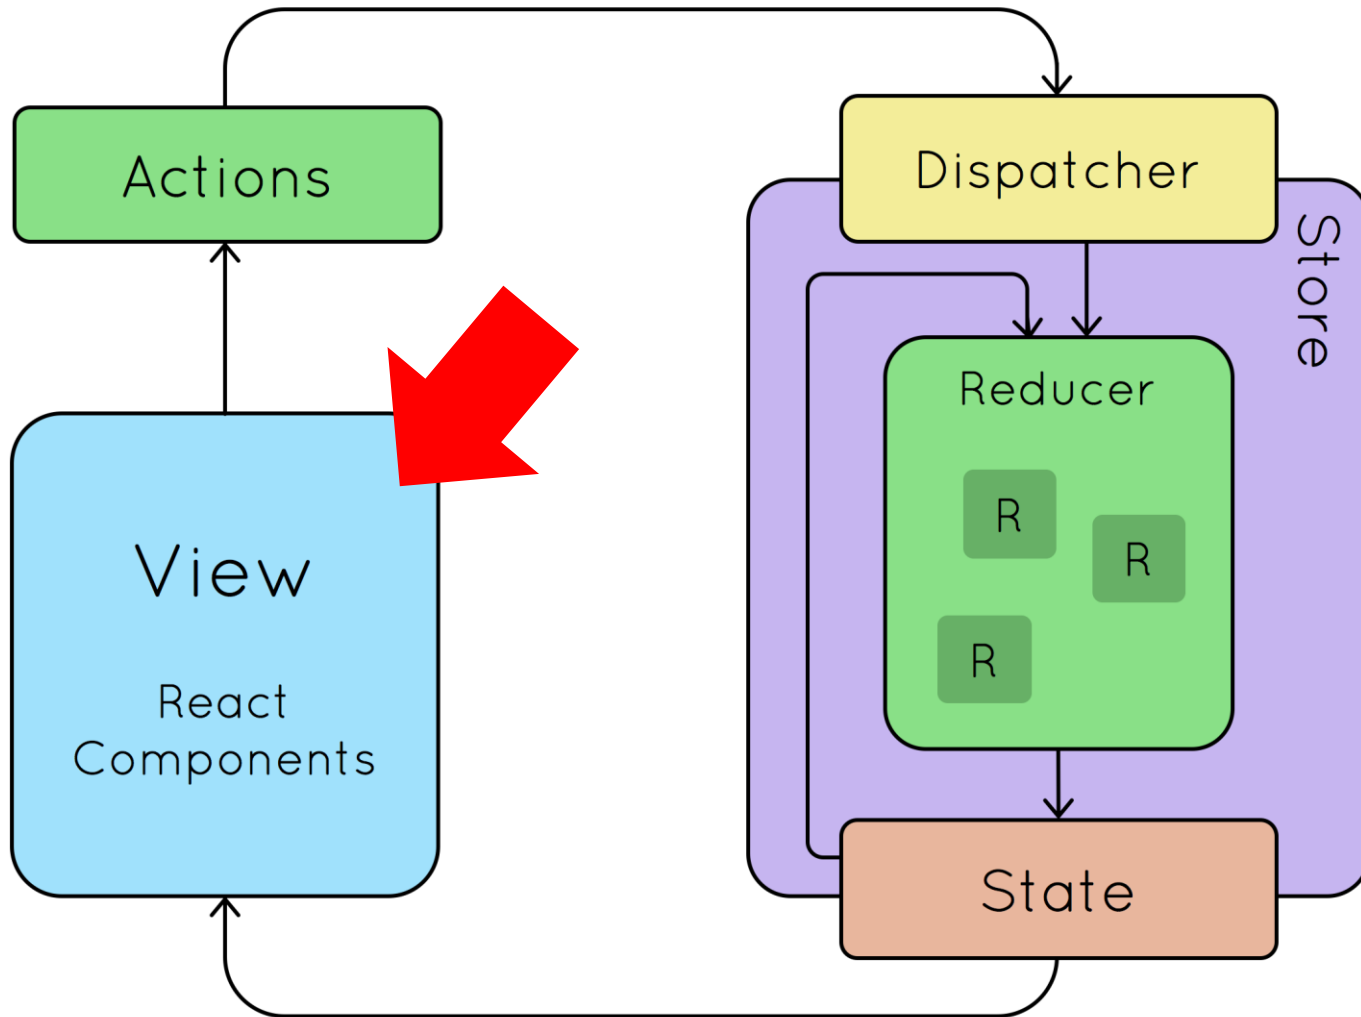 Actions
Dispatcher
Store
Reducer
R
R
R
View
React
Components
State